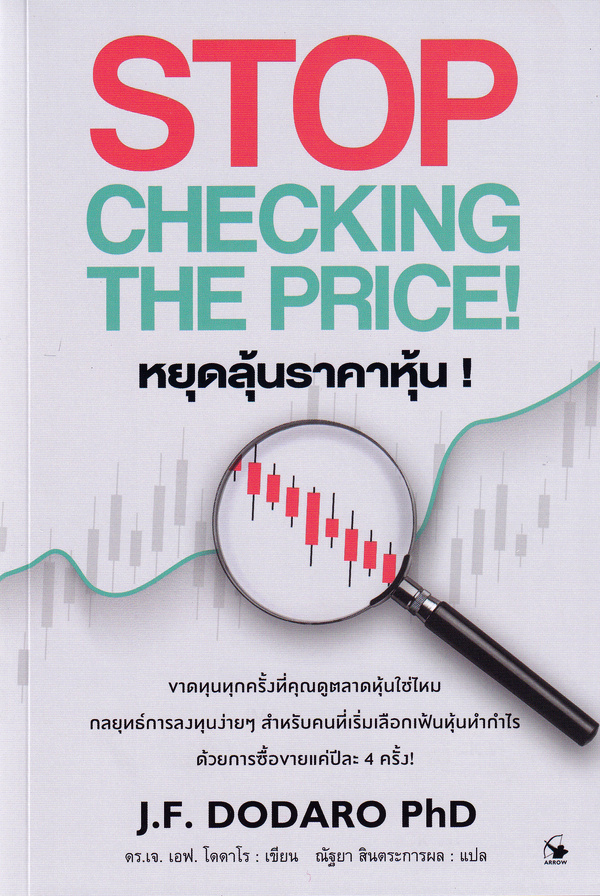 STOP
CHECKING
THE PRICE!
หยุดลุ้นราคาหุ้น !
ขาดทุนทุกครั้งที่คุณดูตลาดหุ้นใช่ไหม
กลยุทธ์การลงทุนง่ายๆ สำหรับคนที่เริ่มเลือกเฟ้นหุ้นทำกำไร
ด้วยการซื้อขายแค่ปีละ 4 ครั้ง!
J.F. DODARO PhD
ดร.เจ. เอฟ. โดดาโร : เขียน ณัฐยา สินตระการผล : แปล
ARROW